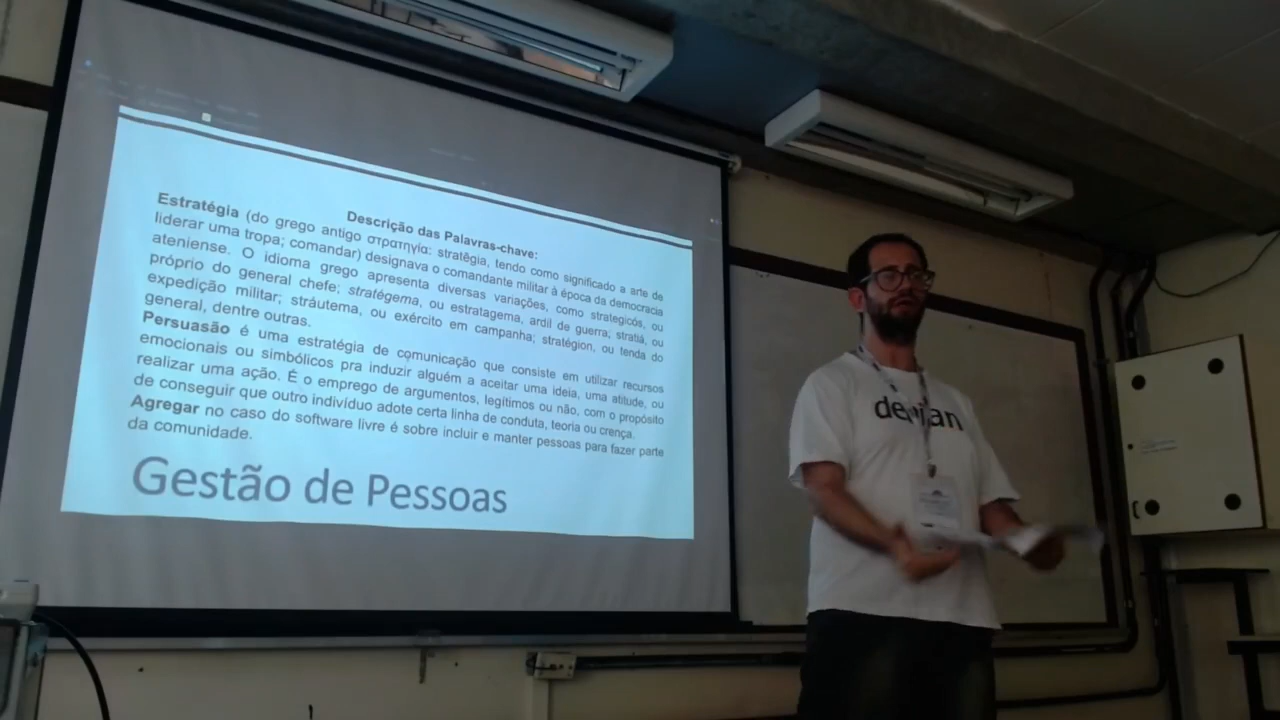 Descrição das Palavras-chave:
Estratégia (do grego antigo στρατηγία: stratêgia, tendo como significado a arte de
liderar uma tropa; comandar) designava o comandante militar à época da democracia
ateniense. O idioma grego apresenta diversas variações, como strategicós, ou
próprio do general chefe; stratégema, ou estratagema, ardil de guerra; stratiá, ou
expedição militar; stráutema, ou exército em campanha; stratégion, ou tenda do
general, dentre outras.
Persuasão é uma estratégia de comunicação que consiste em utilizar recursos
emocionais ou simbólicos pra induzir alguém a aceitar uma ideia, uma atitude, ou
realizar uma ação. É o emprego de argumentos, legítimos ou não, com o propósito
de conseguir que outro indivíduo adote certa linha de conduta, teoria ou crença.
Agregar no caso do software livre é sobre incluir e manter pessoas para fazer parte
da comunidade.
Gestão de Pessoas
debian